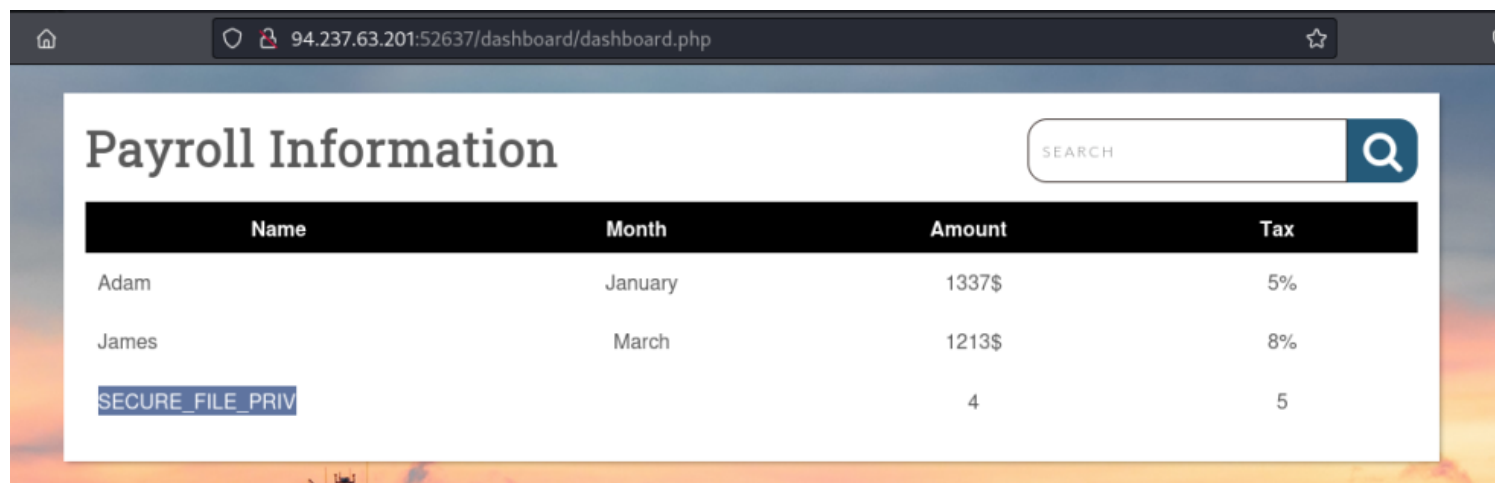 94.237.63.201:52637/dashboard/dashboard.php
Payroll Information
SEARCH
Name Month Amount Tax
Adam January 1337$ 5%
James March 1213$ 8%
SECURE_FILE_PRIV 4 5